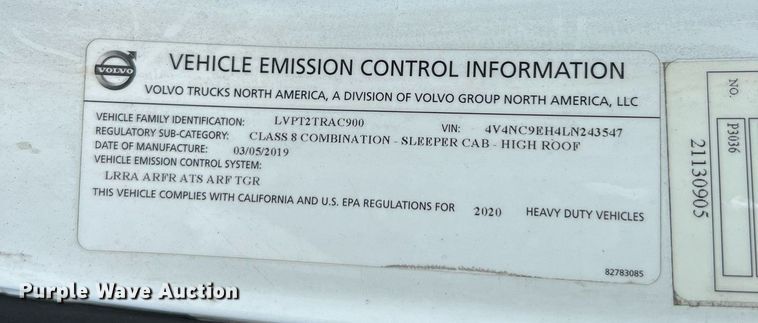 VOLVO
VEHICLE EMISSION CONTROL INFORMATION
VOLVO TRUCKS NORTH AMERICA, A DIVISION OF VOLVO GROUP NORTH AMERICA, LLC
VEHICLE FAMILY IDENTIFICATION: LVPT2TRAC900 VIN: 4V4NC9EH4LN243547
REGULATORY SUB-CATEGORY: CLASS 8 COMBINATION - SLEEPER CAB - HIGH ROOF
DATE OF MANUFACTURE: 03/05/2019
VEHICLE EMISSION CONTROL SYSTEM:
LRRA ARFR ATS ARF TGR
THIS VEHICLE COMPLIES WITH CALIFORNIA AND U.S. EPA REGULATIONS FOR 2020 HEAVY DUTY VEHICLES
82783085
NO.
P3036
21130905
Purple Wave Auction